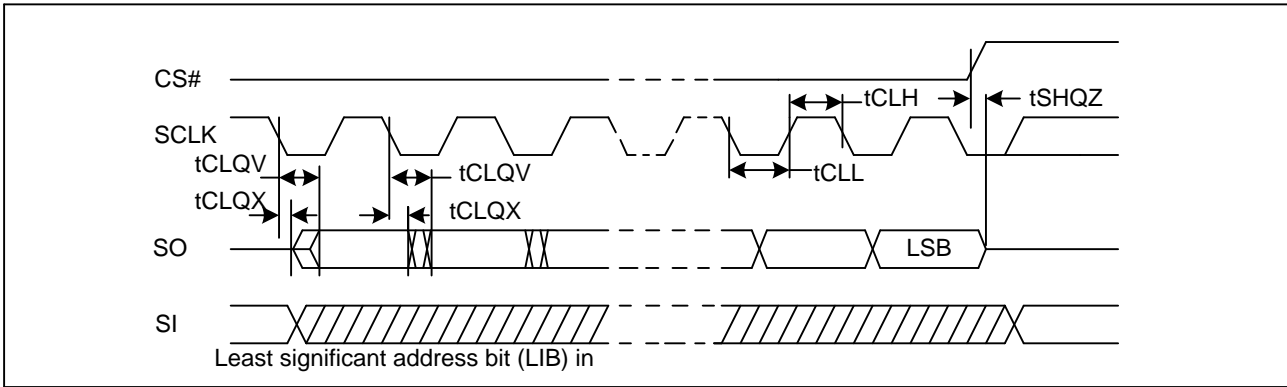 CS#
tCLH
tSHQZ
SCLK
tCLQV
tCLQV
tCLL
tCLQX
tCLQX
SO
LSB
SI
Least significant address bit (LIB) in